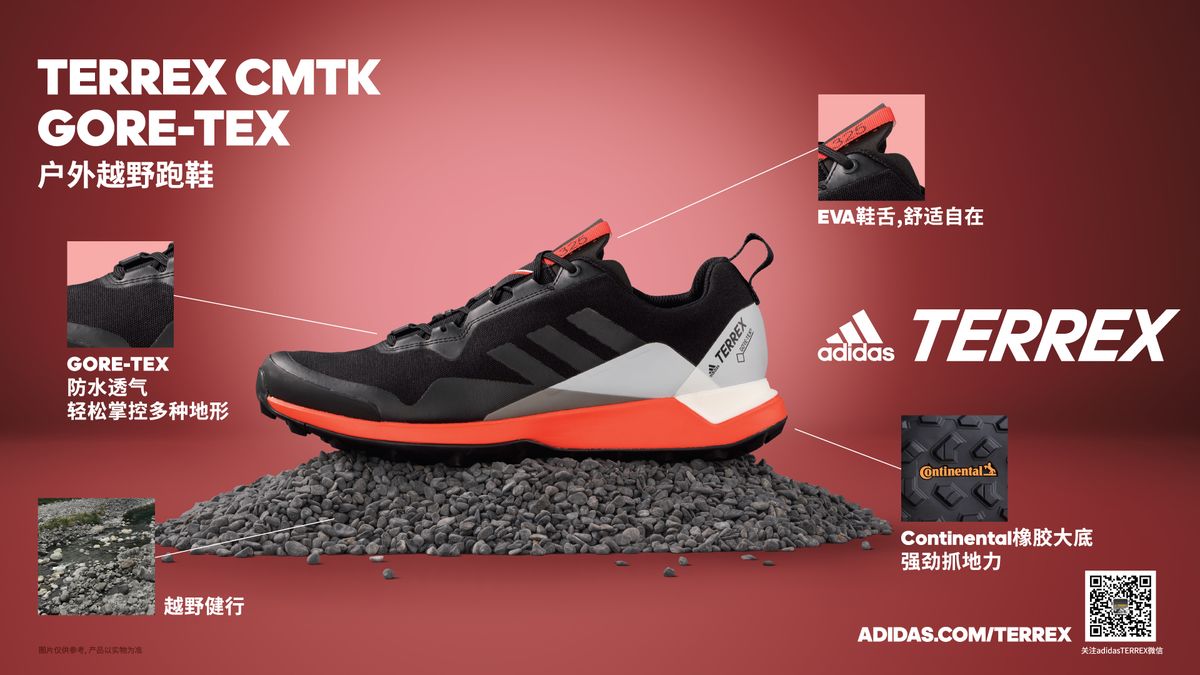 TERREX CMTK
GORE-TEX
户外越野跑鞋
325
EVA鞋舌,舒适自在
GORE-TEX
防水透气
轻松掌控多种地形
325
TERREX
GORE-TEX
adidas TERREX
Continental
Continental橡胶大底
强劲抓地力
越野健行
ADIDAS.COM/TERREX
关注adidasTERREX微信
图片仅供参考, 产品以实物为准